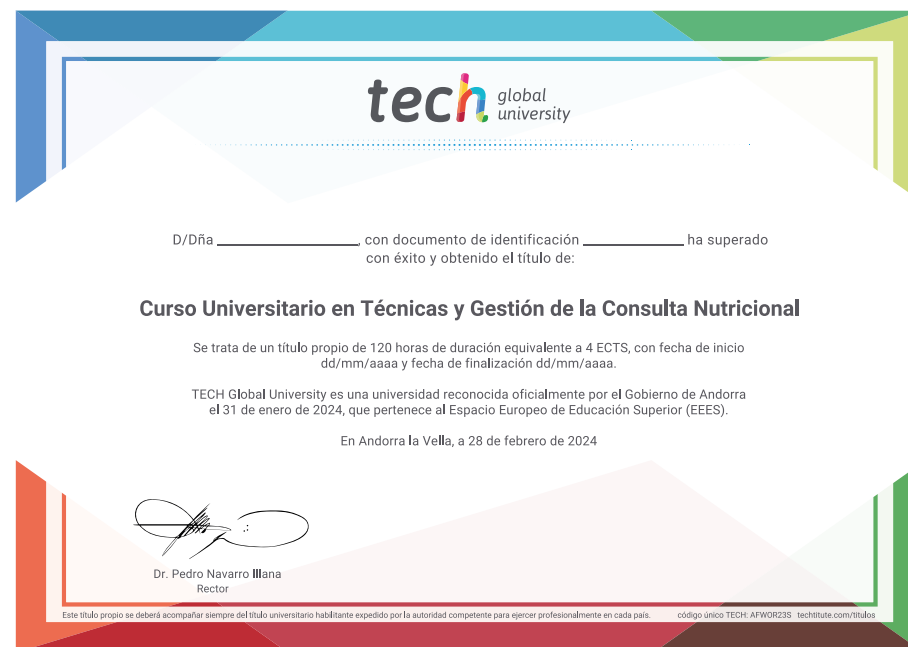 tech global university
D/Dña ____________________, con documento de identificación ______________ ha superado
con éxito y obtenido el título de:
Curso Universitario en Técnicas y Gestión de la Consulta Nutricional
Se trata de un título propio de 120 horas de duración equivalente a 4 ECTS, con fecha de inicio
dd/mm/aaaa y fecha de finalización dd/mm/aaaa.
TECH Global University es una universidad reconocida oficialmente por el Gobierno de Andorra
el 31 de enero de 2024, que pertenece al Espacio Europeo de Educación Superior (EEES).
En Andorra la Vella, a 28 de febrero de 2024
Dr. Pedro Navarro Illana
Rector
Este título propio se deberá acompañar siempre del título universitario habilitante expedido por la autoridad competente para ejercer profesionalmente en cada país. código único TECH: AFWOR23S techtitute.com/titulos